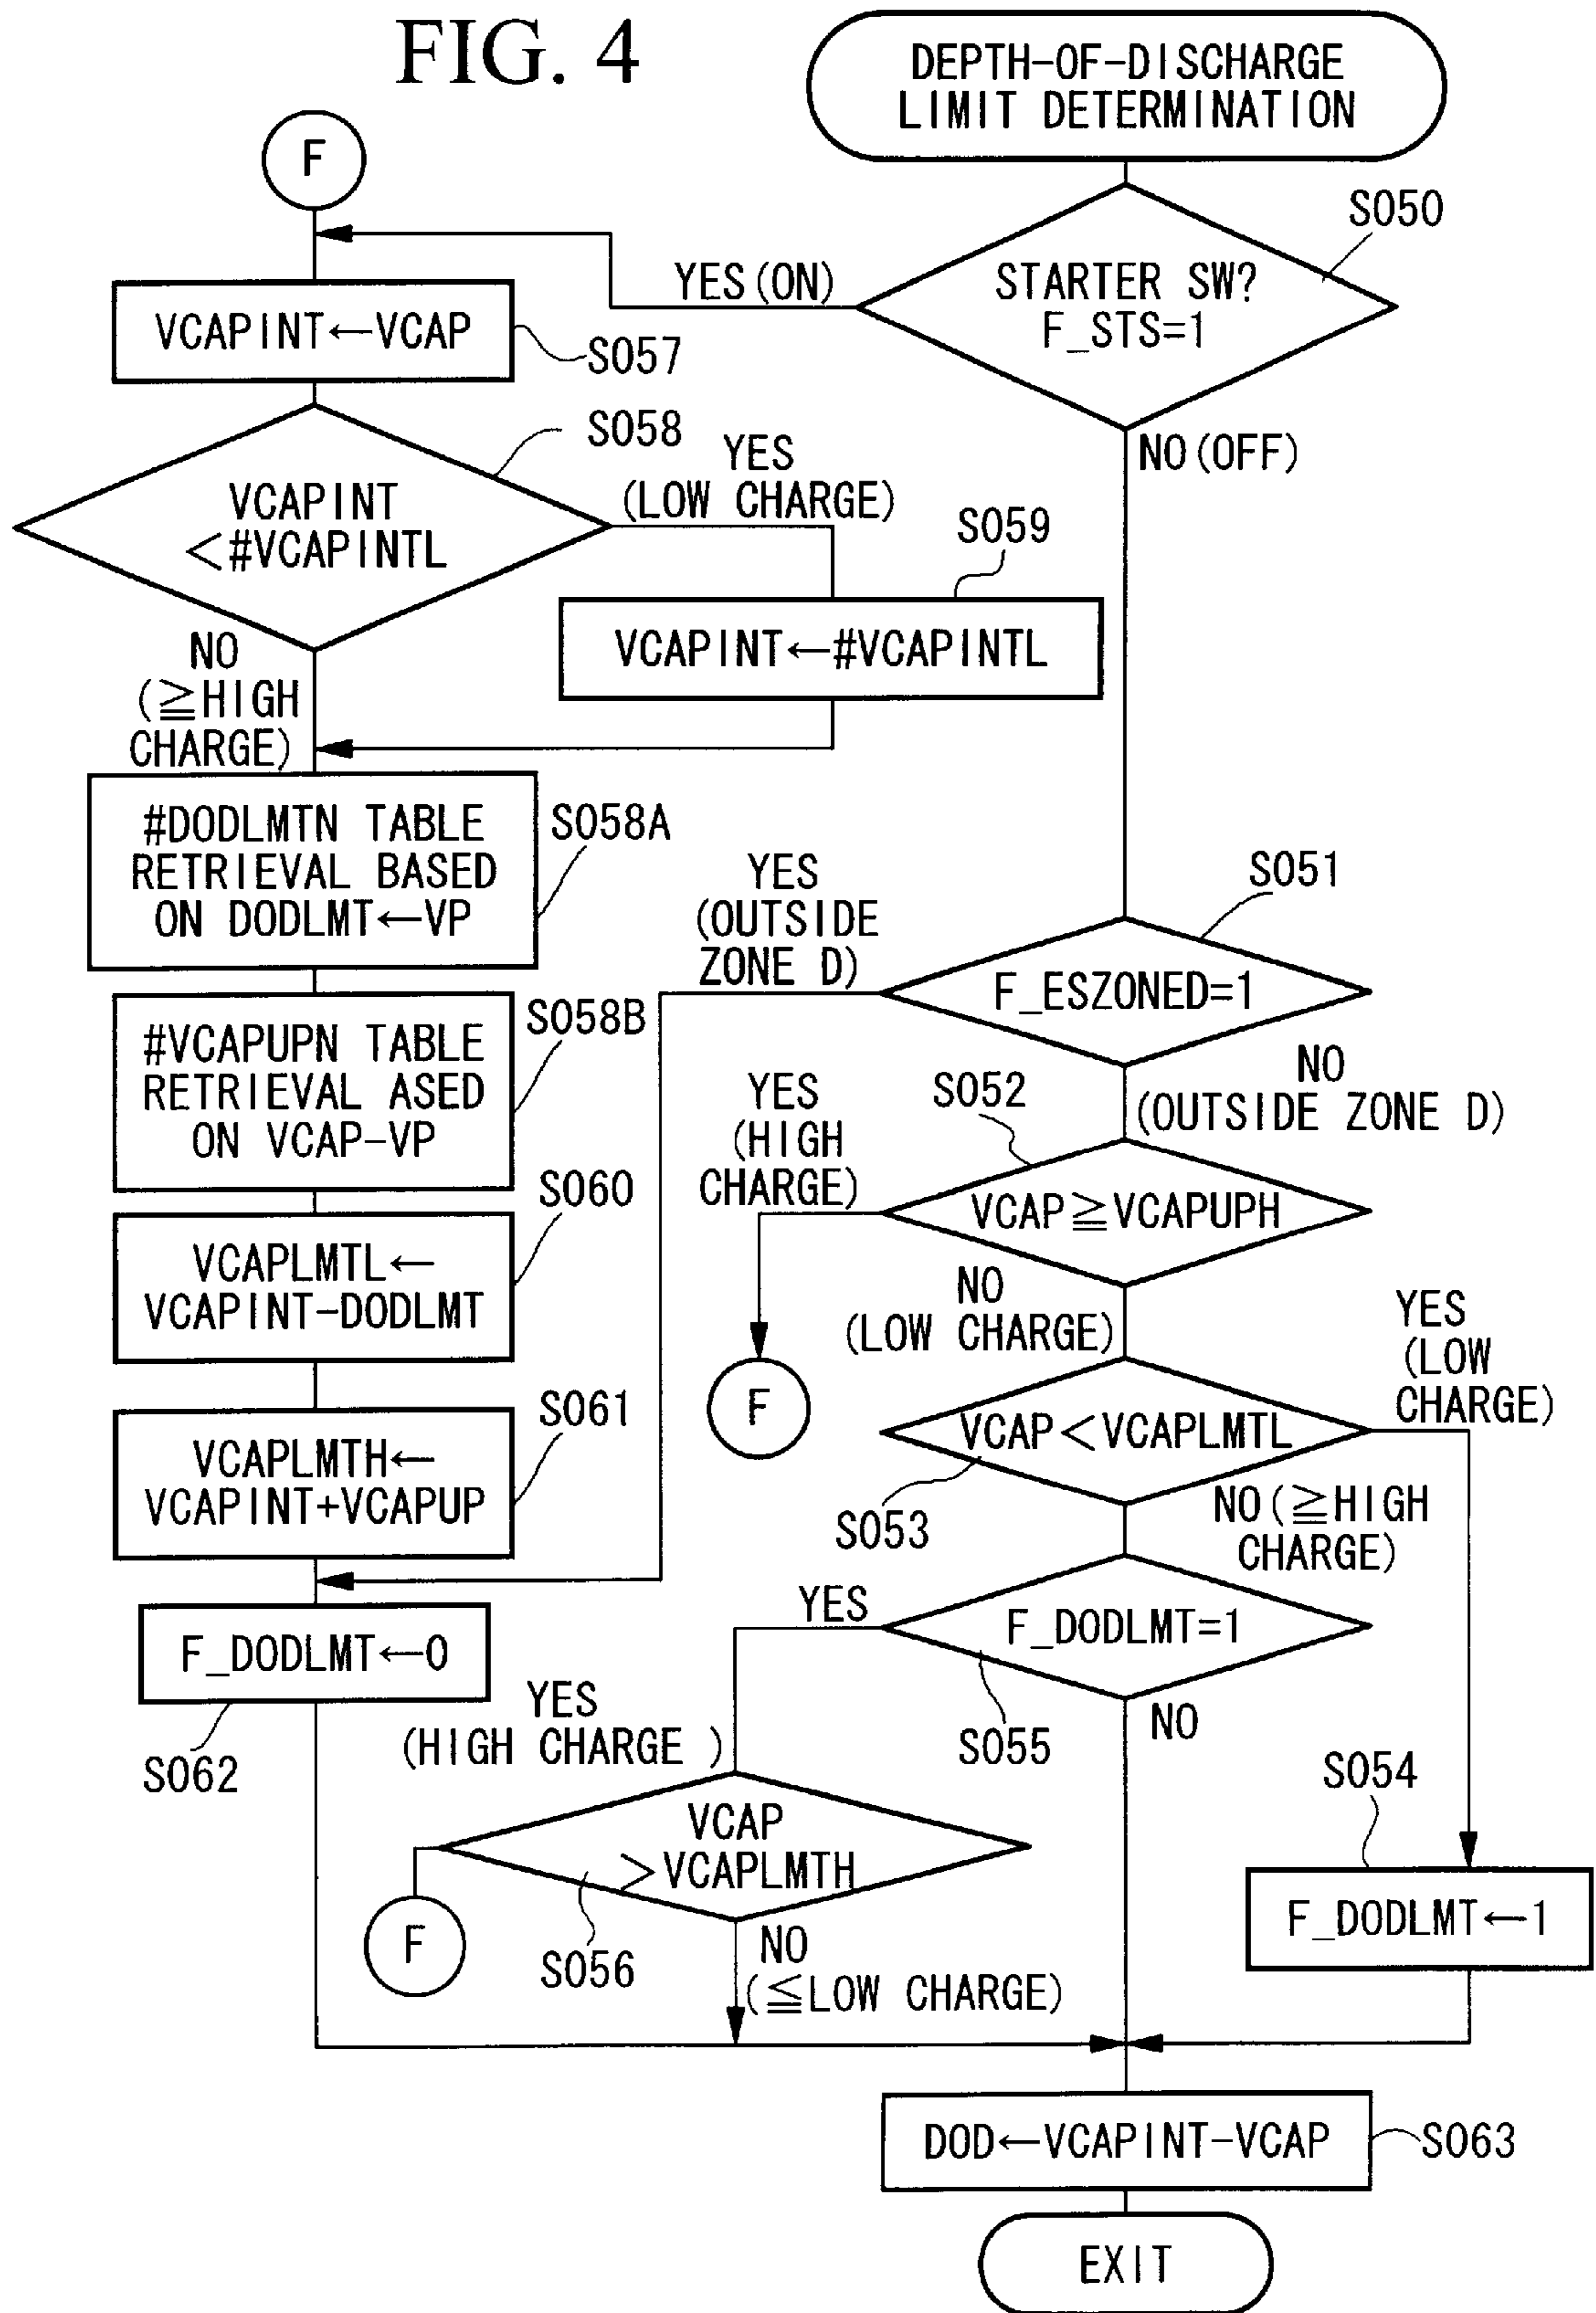 FIG. 4
DEPTH-OF-DISCHARGE
LIMIT DETERMINATION
F
S050
STARTER SW?
F_STS=1
YES(ON)
NO(OFF)
VCAPINT←VCAP
S057
S058
VCAPINT
<#VCAPINTL
YES
(LOW CHARGE)
S059
VCAPINT←#VCAPINTL
NO
(≧HIGH
CHARGE)
#DODLMTN TABLE
RETRIEVAL BASED
ON DODLMT←VP
S058A
#VCAPUPN TABLE
RETRIEVAL ASED
ON VCAP-VP
S058B
S060
VCAPLMTL←
VCAPINT-DODLMT
S061
VCAPLMTH←
VCAPINT+VCAPUP
F_DODLMT←0
S062
YES
(OUTSIDE
ZONE D)
S051
F_ESZONED=1
NO
(OUTSIDE ZONE D)
YES
(HIGH
CHARGE)
S052
VCAP≧VCAPUPH
F
NO
(LOW CHARGE)
YES
(LOW
CHARGE)
VCAP<VCAPLMTL
S053
NO(≧HIGH
CHARGE)
YES
F_DODLMT=1
S055
NO
YES
(HIGH CHARGE )
VCAP
>VCAPLMTH
F
S056
NO
(≦LOW CHARGE)
S054
F_DODLMT←1
DOD←VCAPINT-VCAP
S063
EXIT